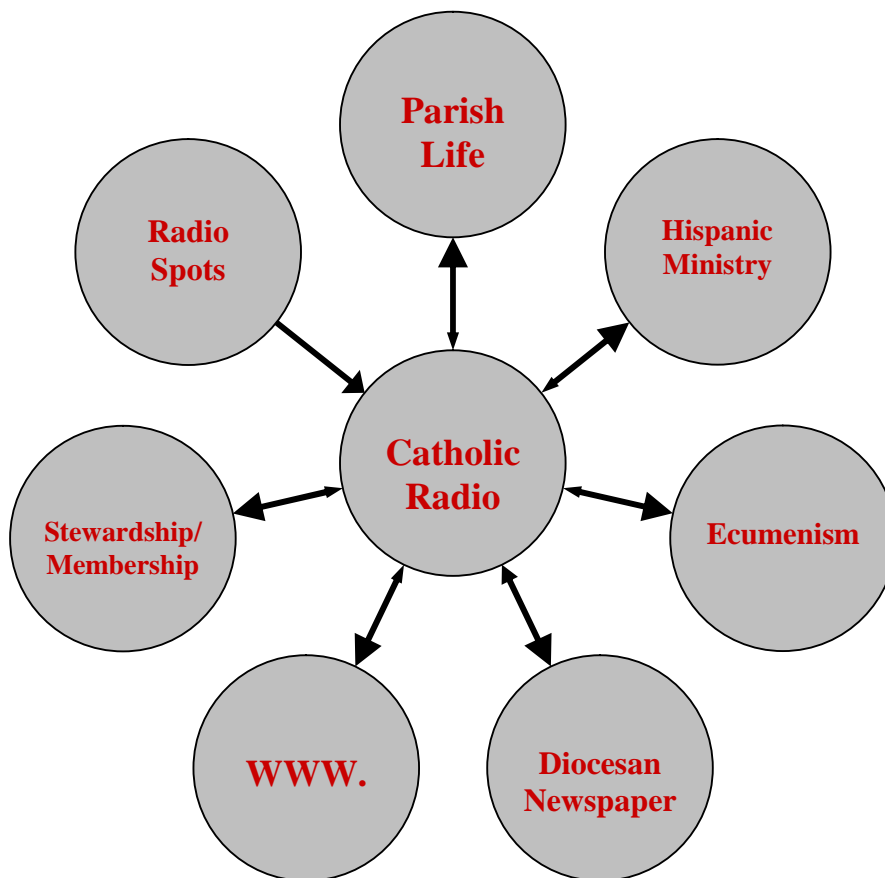 Parish
Life
Radio
Spots
Hispanic
Ministry
Catholic
Radio
Stewardship/
Membership
Ecumenism
WWW.
Diocesan
Newspaper